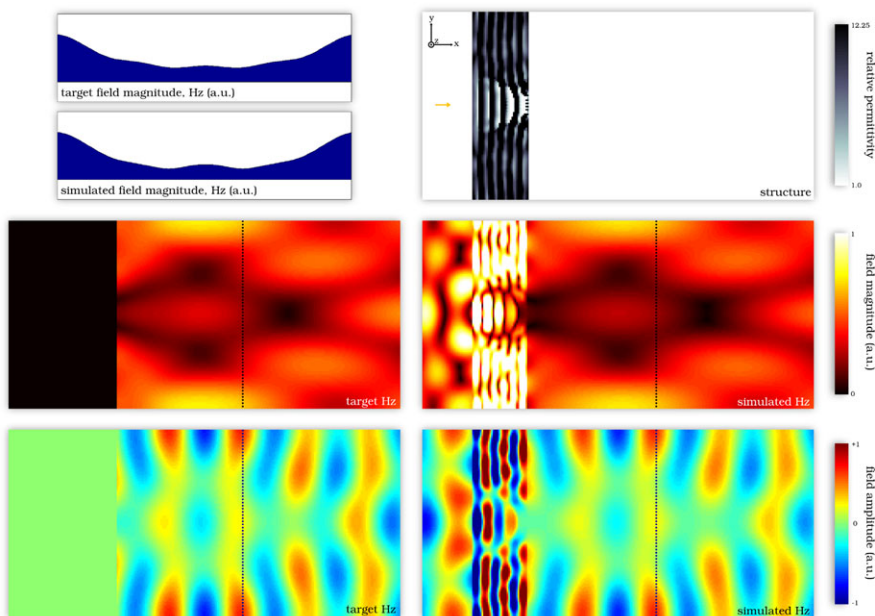 target field magnitude, Hz (a.u.)
simulated field magnitude, Hz (a.u.)
y
z
x
structure
12.25
relative permittivity
1.0
target Hz
simulated Hz
1
field magnitude (a.u.)
0
target Hz
simulated Hz
+1
field amplitude (a.u.)
0
-1